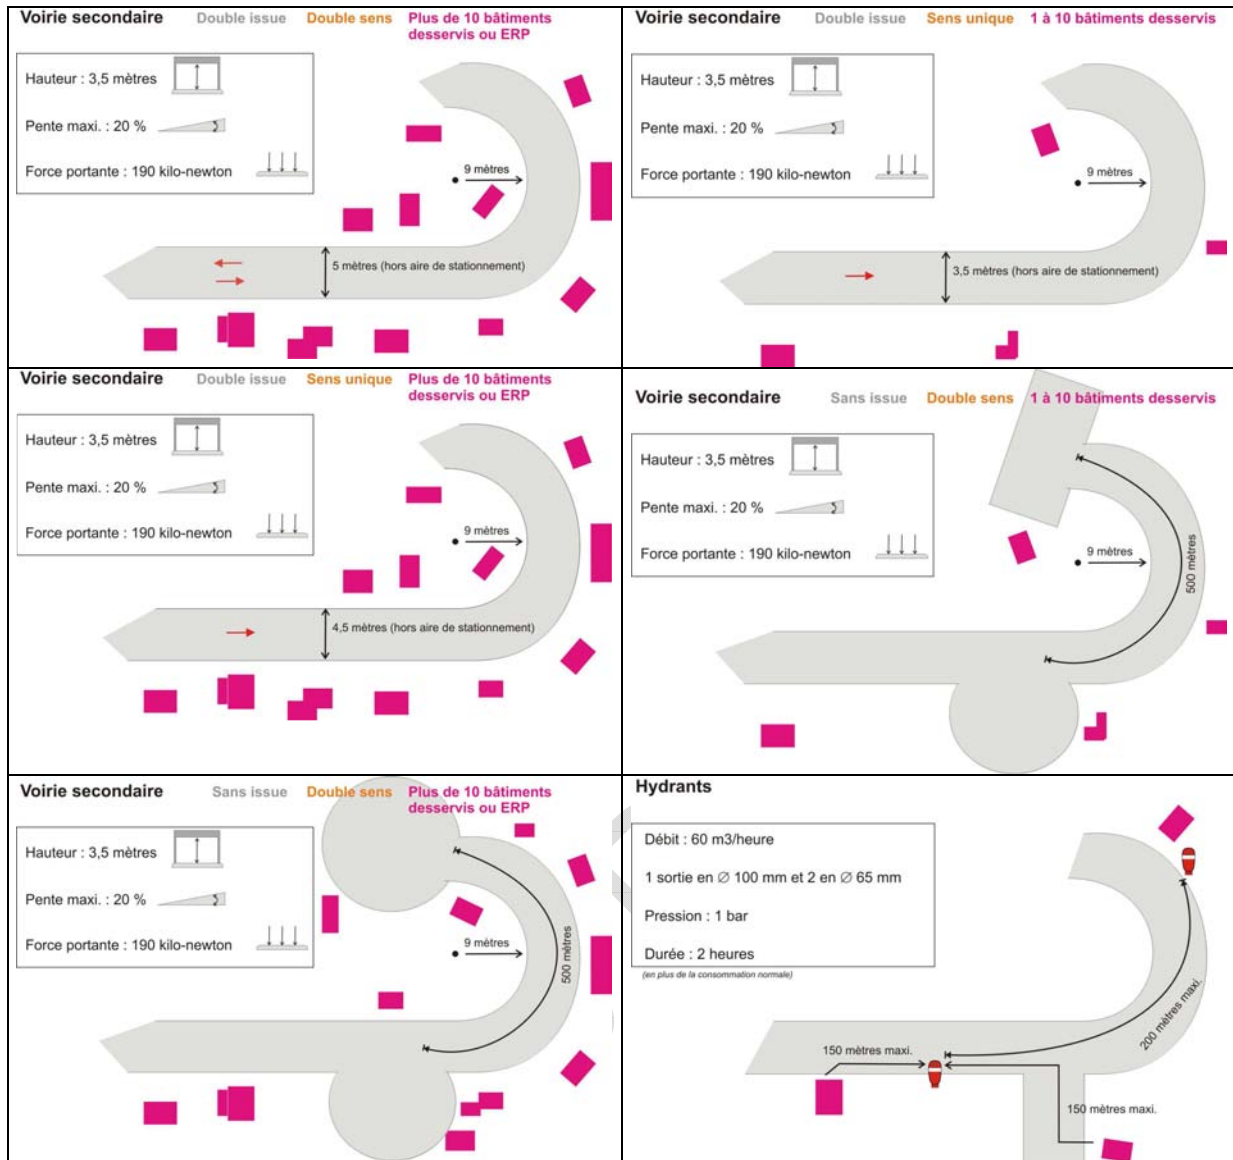 Voirie secondaire Double issue Double sens Plus de 10 bâtiments
desservis ou ERP
Hauteur : 3,5 mètres
Pente maxi. : 20 %
Force portante : 190 kilo-newton
9 mètres
5 mètres (hors aire de stationnement)
Voirie secondaire Double issue Sens unique 1 à 10 bâtiments desservis
Hauteur : 3,5 mètres
Pente maxi. : 20 %
Force portante : 190 kilo-newton
9 mètres
3,5 mètres (hors aire de stationnement)
Voirie secondaire Double issue Sens unique Plus de 10 bâtiments
desservis ou ERP
Hauteur : 3,5 mètres
Pente maxi. : 20 %
Force portante : 190 kilo-newton
9 mètres
4,5 mètres (hors aire de stationnement)
Voirie secondaire Sans issue Double sens 1 à 10 bâtiments desservis
Hauteur : 3,5 mètres
Pente maxi. : 20 %
Force portante : 190 kilo-newton
9 mètres
500 mètres
Voirie secondaire Sans issue Double sens Plus de 10 bâtiments
desservis ou ERP
Hauteur : 3,5 mètres
Pente maxi. : 20 %
Force portante : 190 kilo-newton
9 mètres
500 mètres
Hydrants
Débit : 60 m3/heure
1 sortie en ∅ 100 mm et 2 en ∅ 65 mm
Pression : 1 bar
Durée : 2 heures
(en plus de la consommation normale)
200 mètres maxi.
150 mètres maxi.
150 mètres maxi.